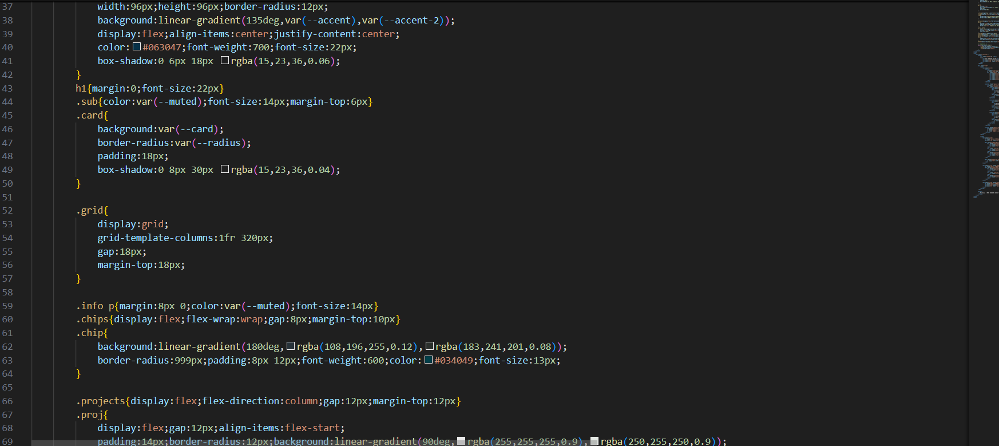 37 width:96px;height:96px;border-radius:12px;
38 background:linear-gradient(135deg,var(--accent),var(--accent-2));
39 display:flex;align-items:center;justify-content:center;
40 color:#063047;font-weight:700;font-size:22px;
41 box-shadow:0 6px 18px rgba(15,23,36,0.06);
42 }
43 h1{margin:0;font-size:22px}
44 .sub{color:var(--muted);font-size:14px;margin-top:6px}
45 .card{
46 background:var(--card);
47 border-radius:var(--radius);
48 padding:18px;
49 box-shadow:0 8px 30px rgba(15,23,36,0.04);
50 }
51
52 .grid{
53 display:grid;
54 grid-template-columns:1fr 320px;
55 gap:18px;
56 margin-top:18px;
57 }
58
59 .info p{margin:8px 0;color:var(--muted);font-size:14px}
60 .chips{display:flex;flex-wrap:wrap;gap:8px;margin-top:10px}
61 .chip{
62 background:linear-gradient(180deg,rgba(108,196,255,0.12),rgba(183,241,201,0.08));
63 border-radius:999px;padding:8px 12px;font-weight:600;color:#034049;font-size:13px;
64 }
65
66 .projects{display:flex;flex-direction:column;gap:12px;margin-top:12px}
67 .proj{
68 display:flex;gap:12px;align-items:flex-start;
69 padding:14px;border-radius:12px;background:linear-gradient(90deg,rgba(255,255,255,0.9),rgba(250,255,250,0.9));